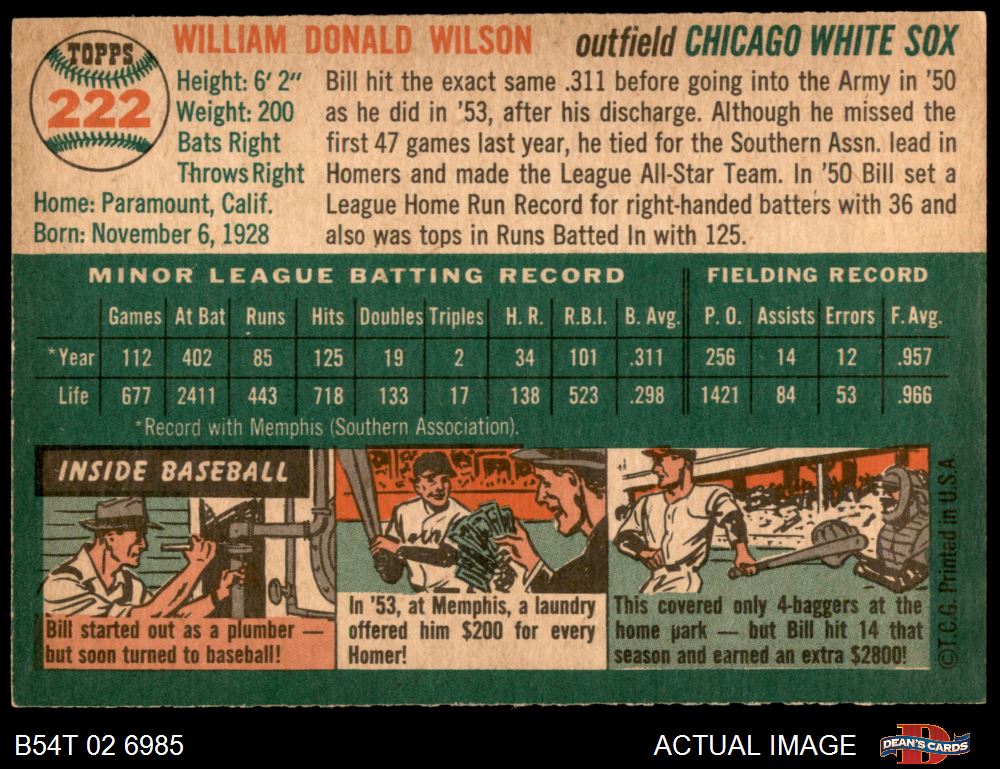 TOPPS
222
WILLIAM DONALD WILSON outfield CHICAGO WHITE SOX
Height: 6' 2"
Weight: 200
Bats Right
Throws Right
Home: Paramount, Calif.
Born: November 6, 1928
Bill hit the exact same .311 before going into the Army in '50
as he did in '53, after his discharge. Although he missed the
first 47 games last year, he tied for the Southern Assn. lead in
Homers and made the League All-Star Team. In '50 Bill set a
League Home Run Record for right-handed batters with 36 and
also was tops in Runs Batted In with 125.
MINOR LEAGUE BATTING RECORD FIELDING RECORD
Games At Bat Runs Hits Doubles Triples H. R. R.B.I. B. Avg. P. O. Assists Errors F. Avg.
*Year 112 402 85 125 19 2 34 101 .311 256 14 12 .957
Life 677 2411 443 718 133 17 138 523 .298 1421 84 53 .966
*Record with Memphis (Southern Association).
INSIDE BASEBALL
Bill started out as a plumber —
but soon turned to baseball!
In '53, at Memphis, a laundry
offered him $200 for every
Homer!
This covered only 4-baggers at the
home park — but Bill hit 14 that
season and earned an extra $2800!
©T.C.G. Printed in U.S.A
B54T 02 6985
ACTUAL IMAGE
DEAN'S CARDS